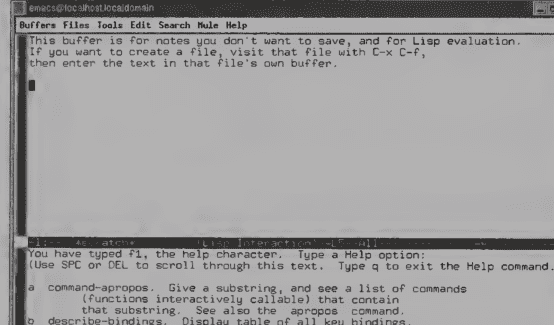 emacs@localhost.localdomain
Buffers Files Tools Edit Search Mule Help
This buffer is for notes you don't want to save, and for Lisp evaluation.
If you want to create a file, visit that file with C-x C-f,
then enter the text in that file's own buffer.
(Lisp Interaction)--L5--All
You have typed f1, the help character.  Type a Help option:
(Use SPC or DEL to scroll through this text.  Type q to exit the Help command.
a  command-apropos.  Give a substring, and see a list of commands
(functions interactively callable) that contain
that substring.  See also the  apropos  command.
b  describe-bindings.  Display table of all key bindings.